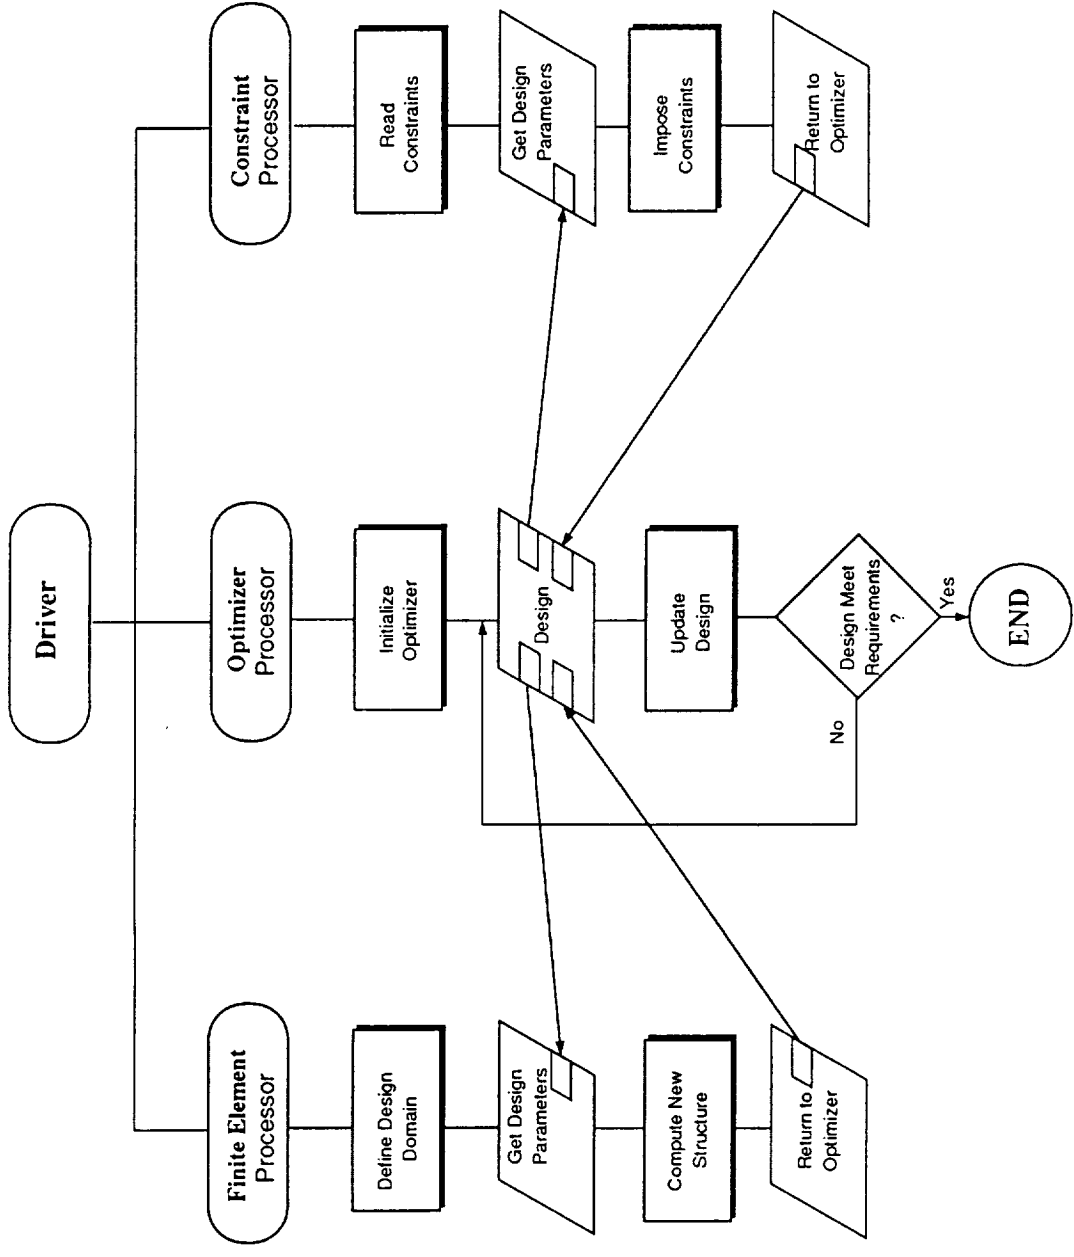 Driver
Finite Element
Processor
Define Design
Domain
Get Design
Parameters
Compute New
Structure
Return to
Optimizer
Optimizer
Processor
Initialize
Optimizer
Design
Update
Design
Design Meet
Requirements
?
No
Yes
END
Constraint
Processor
Read
Constraints
Get Design
Parameters
Impose
Constraints
Return to
Optimizer